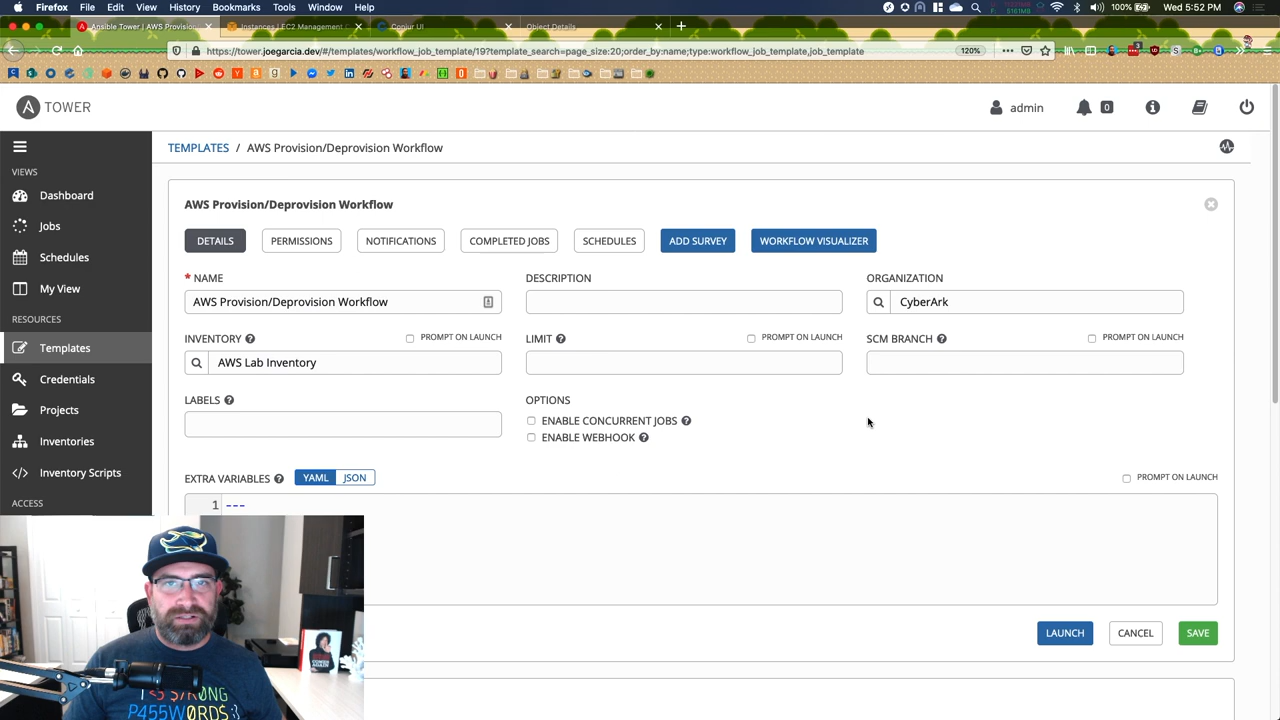 Firefox File Edit View History Bookmarks Tools Window Help 100% Wed 5:52 PM
Ansible Tower | AWS Provision Instances | EC2 Management C Conjur UI Object Details
https://tower.joegarcia.dev/#/templates/workflow_job_template/19?template_search=page_size:20;order_by:name;type:workflow_job_template,job_template 120%
TOWER
admin 0
VIEWS
Dashboard
Jobs
Schedules
My View
RESOURCES
Templates
Credentials
Projects
Inventories
Inventory Scripts
ACCESS
TEMPLATES / AWS Provision/Deprovision Workflow
AWS Provision/Deprovision Workflow
DETAILS PERMISSIONS NOTIFICATIONS COMPLETED JOBS SCHEDULES ADD SURVEY WORKFLOW VISUALIZER
* NAME DESCRIPTION ORGANIZATION
AWS Provision/Deprovision Workflow CyberArk
INVENTORY PROMPT ON LAUNCH LIMIT PROMPT ON LAUNCH SCM BRANCH PROMPT ON LAUNCH
AWS Lab Inventory
LABELS OPTIONS
ENABLE CONCURRENT JOBS
ENABLE WEBHOOK
EXTRA VARIABLES YAML JSON PROMPT ON LAUNCH
1 ---
LAUNCH CANCEL SAVE
P455W0RDS:}